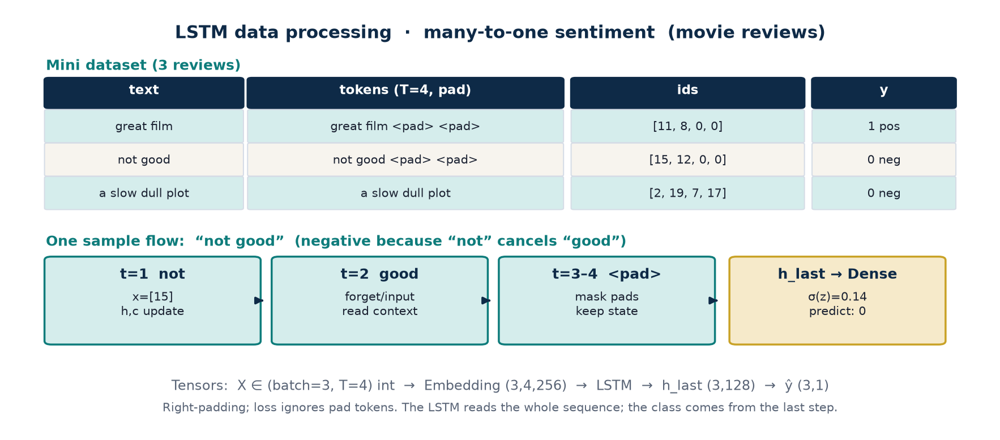 LSTM data processing · many-to-one sentiment (movie reviews)
Mini dataset (3 reviews)
text tokens (T=4, pad) ids y
great film great film <pad> <pad> [11, 8, 0, 0] 1 pos
not good not good <pad> <pad> [15, 12, 0, 0] 0 neg
a slow dull plot a slow dull plot [2, 19, 7, 17] 0 neg
One sample flow: “not good” (negative because “not” cancels “good”)
t=1 not
x=[15]
h,c update
t=2 good
forget/input
read context
t=3–4 <pad>
mask pads
keep state
h_last → Dense
σ(z)=0.14
predict: 0
Tensors: X ∈ (batch=3, T=4) int → Embedding (3,4,256) → LSTM → h_last (3,128) → ŷ (3,1)
Right-padding; loss ignores pad tokens. The LSTM reads the whole sequence; the class comes from the last step.